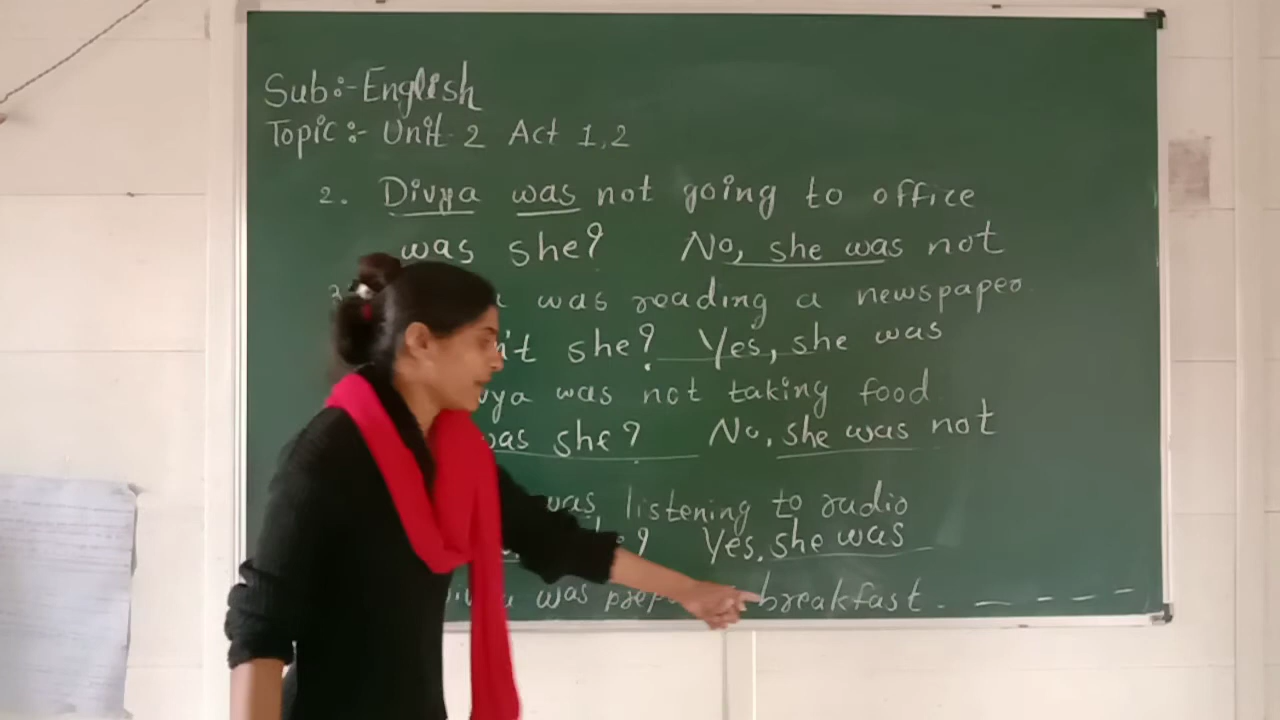 Sub:- English
Topic:- Unit-2 Act 1,2
2. Divya was not going to office
was she? No, she was not
was reading a newspaper
she? Yes, she was
was not taking food
was she? No, she was not
was listening to radio
Yes, she was
was breakfast. - - - -